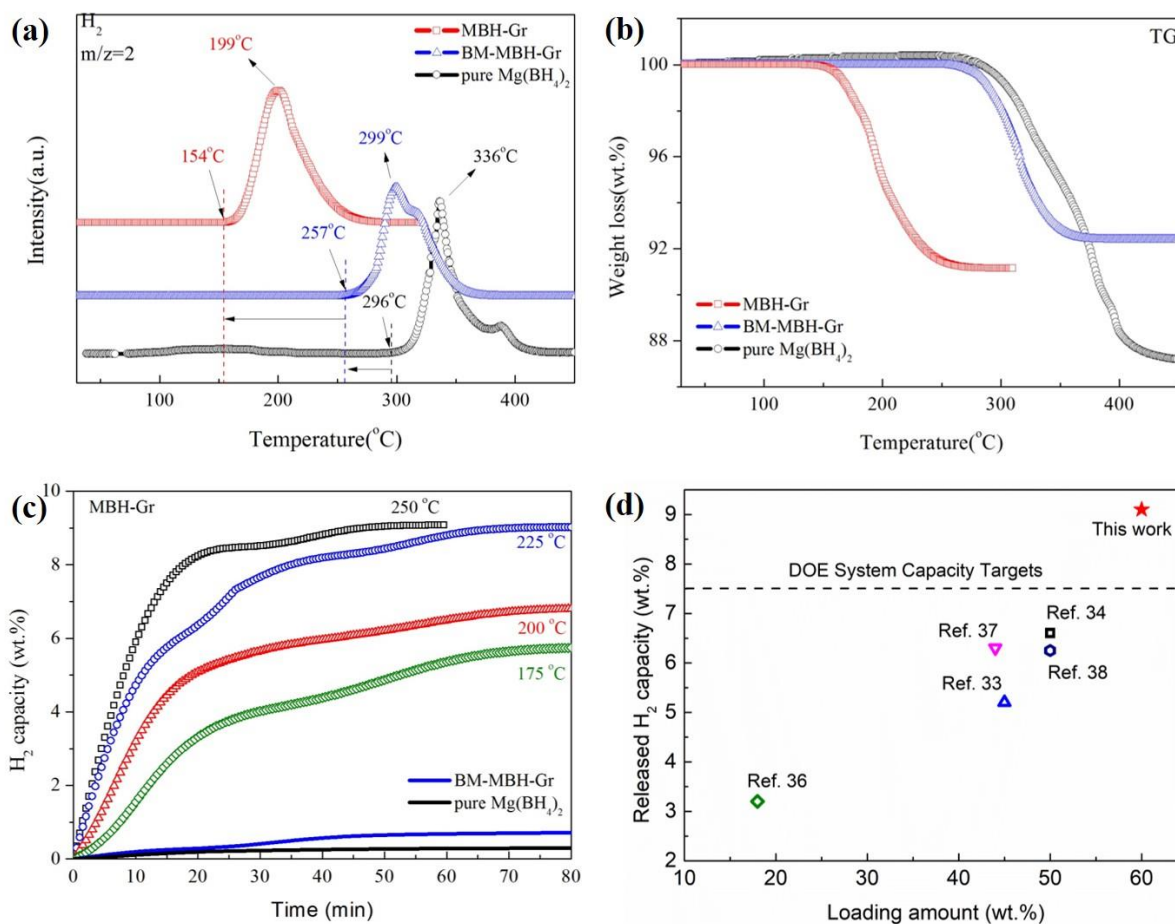 (a)
H2
m/z=2
MBH-Gr
BM-MBH-Gr
pure Mg(BH4)2
199°C
154°C
299°C
257°C
336°C
296°C
Intensity(a.u.)
100
200
300
400
Temperature(°C)
(b)
TG
100
96
92
88
Weight loss(wt.%)
MBH-Gr
BM-MBH-Gr
pure Mg(BH4)2
100
200
300
400
Temperature(°C)
(c)
MBH-Gr
250 °C
225 °C
200 °C
175 °C
BM-MBH-Gr
pure Mg(BH4)2
10
8
6
4
2
0
H2 capacity (wt.%)
0
10
20
30
40
50
60
70
80
Time (min)
(d)
9
8
7
6
5
4
3
2
Released H2 capacity (wt.%)
This work
DOE System Capacity Targets
Ref. 34
Ref. 37
Ref. 38
Ref. 33
Ref. 36
10
20
30
40
50
60
Loading amount (wt.%)